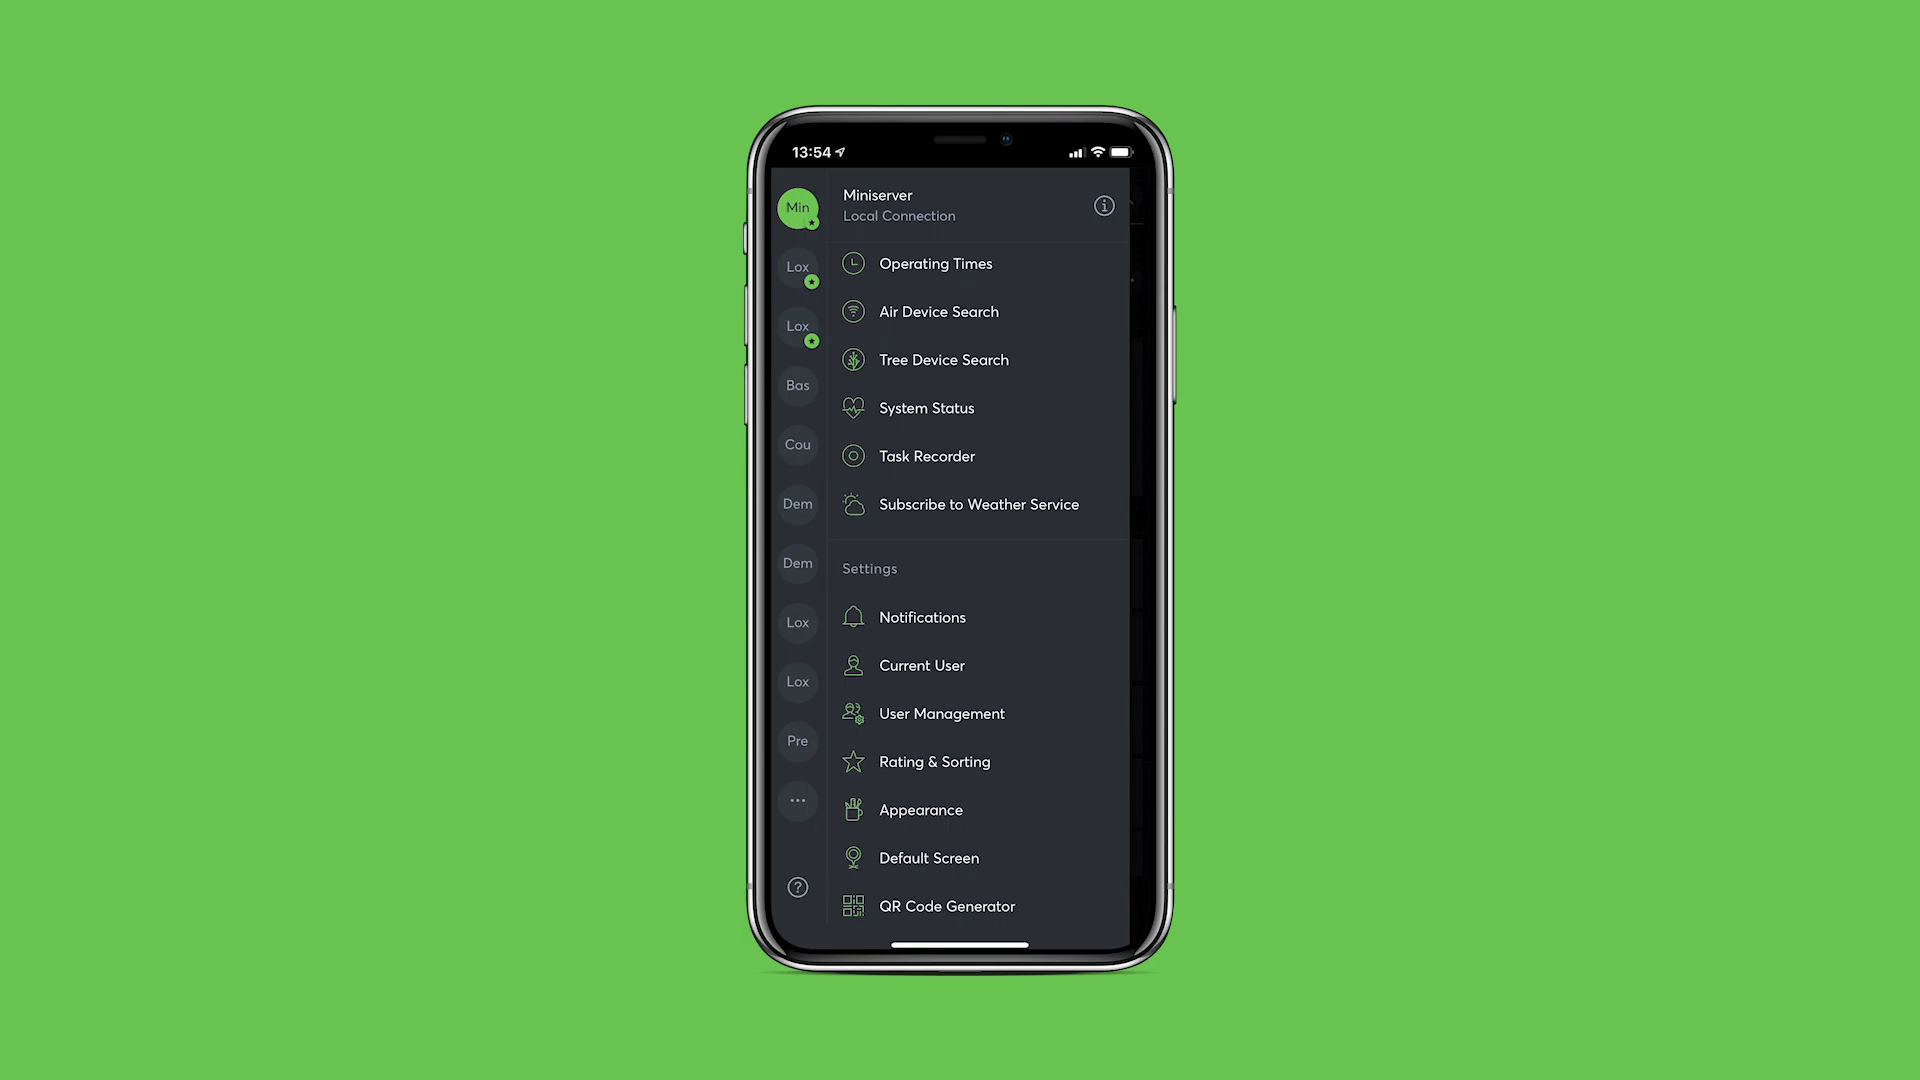 13:54
Min
Miniserver
Local Connection
Lox
Operating Times
Air Device Search
Lox
Tree Device Search
Bas
System Status
Cou
Task Recorder
Dem
Subscribe to Weather Service
Dem
Settings
Lox
Notifications
Current User
Lox
User Management
Pre
Rating & Sorting
...
Appearance
Default Screen
?
QR Code Generator